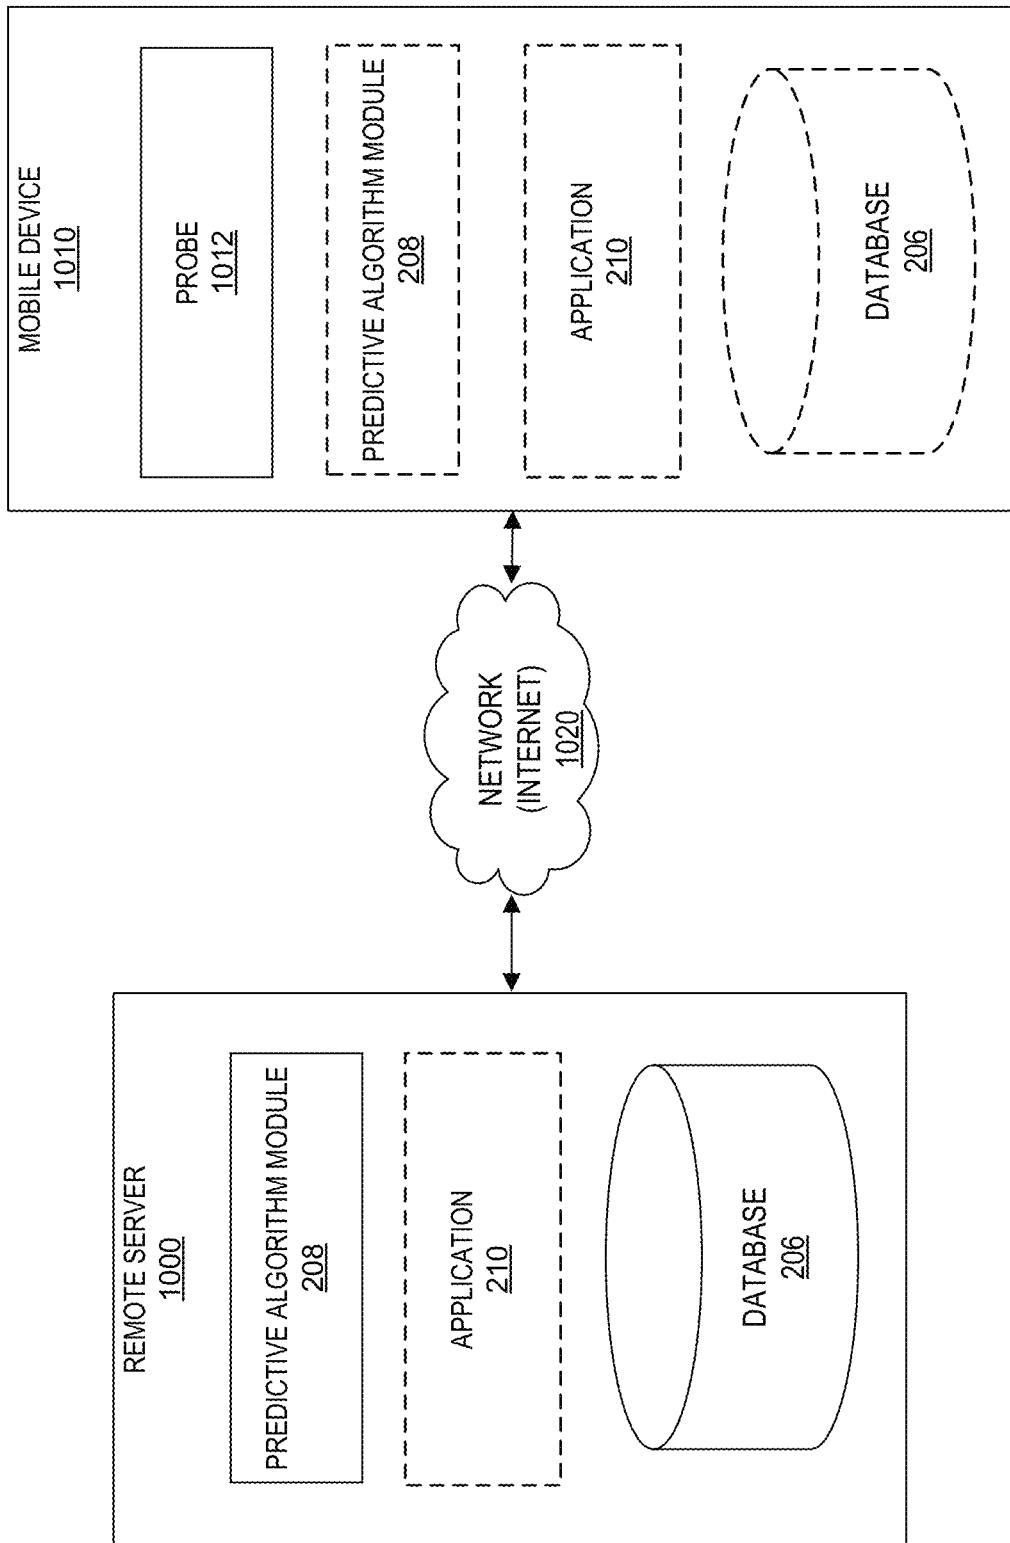 REMOTE SERVER
1000
PREDICTIVE ALGORITHM MODULE
208
APPLICATION
210
DATABASE
206
NETWORK
(INTERNET)
1020
MOBILE DEVICE
1010
PROBE
1012
PREDICTIVE ALGORITHM MODULE
208
APPLICATION
210
DATABASE
206